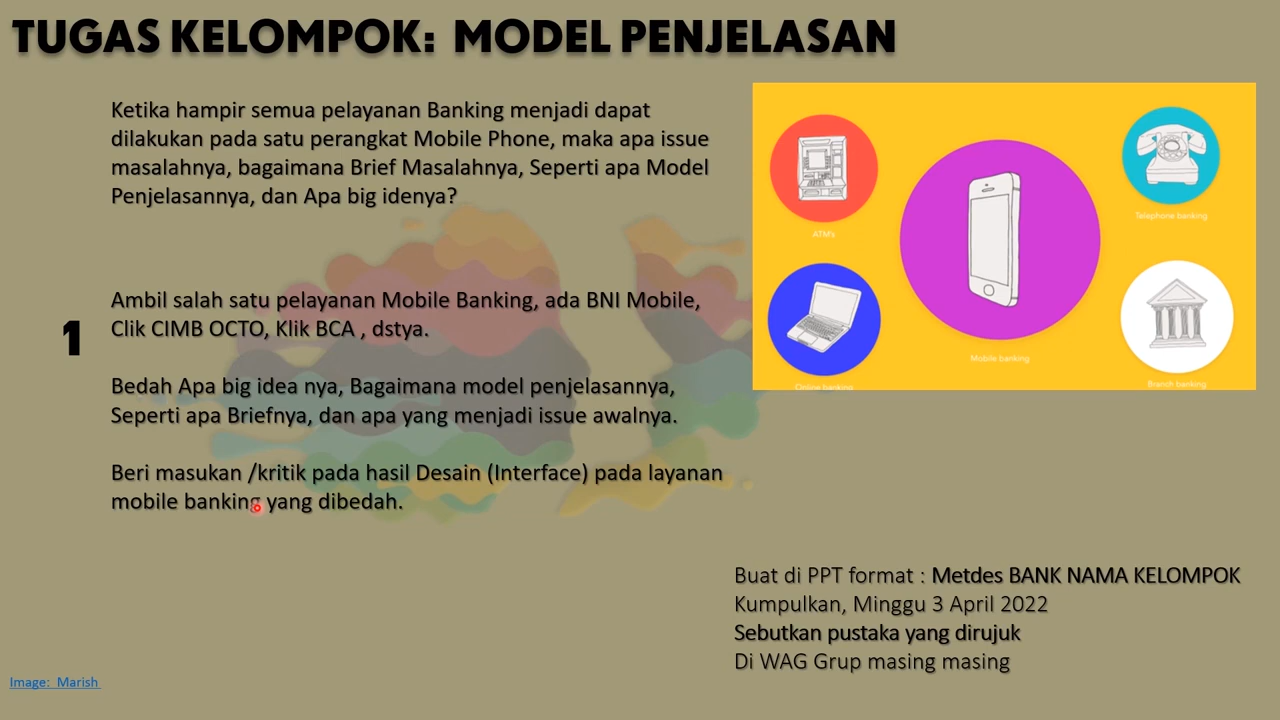 TUGAS KELOMPOK: MODEL PENJELASAN
Ketika hampir semua pelayanan Banking menjadi dapat
dilakukan pada satu perangkat Mobile Phone, maka apa issue
masalahnya, bagaimana Brief Masalahnya, Seperti apa Model
Penjelasannya, dan Apa big idenya?
1
Ambil salah satu pelayanan Mobile Banking, ada BNI Mobile,
Clik CIMB OCTO, Klik BCA , dstya.
Bedah Apa big idea nya, Bagaimana model penjelasannya,
Seperti apa Briefnya, dan apa yang menjadi issue awalnya.
Beri masukan /kritik pada hasil Desain (Interface) pada layanan
mobile banking yang dibedah.
ATM's
Telephone banking
Mobile banking
Online banking
Branch banking
Buat di PPT format : Metdes BANK NAMA KELOMPOK
Kumpulkan, Minggu 3 April 2022
Sebutkan pustaka yang dirujuk
Di WAG Grup masing masing
Image: Marish